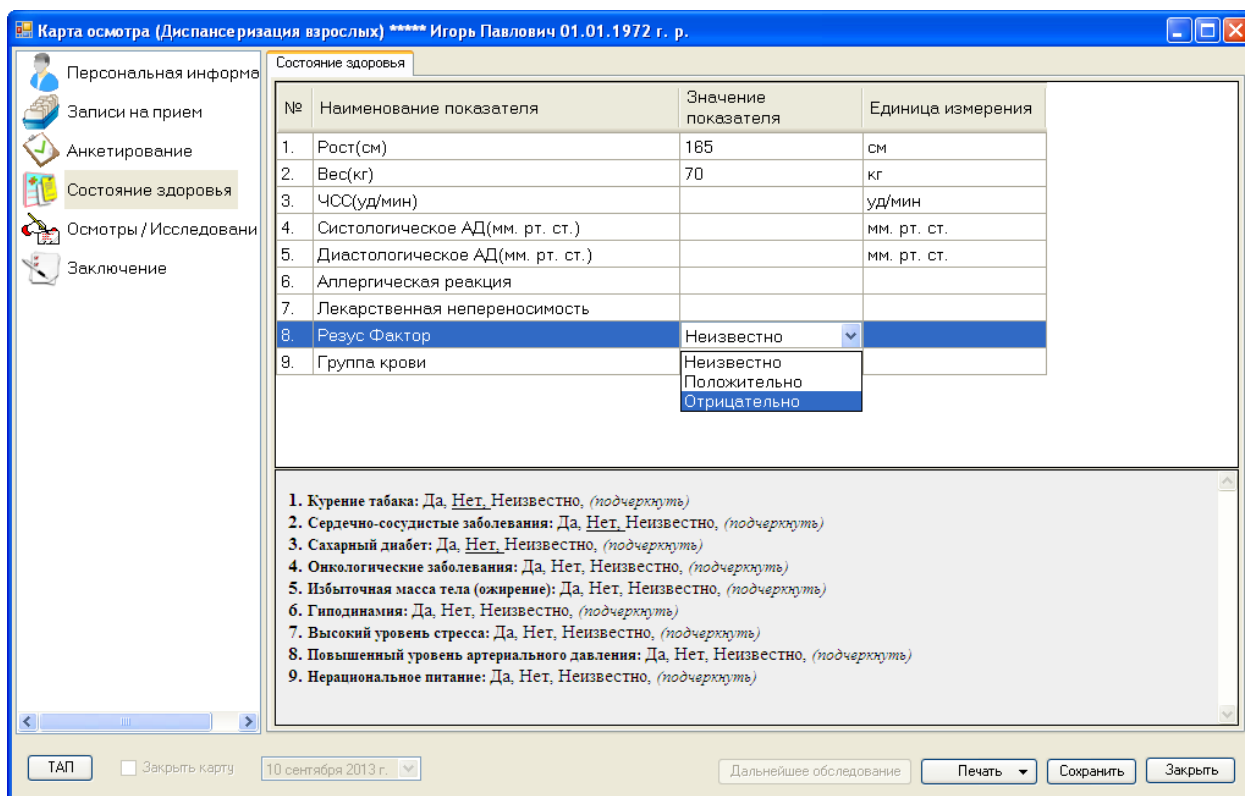 Карта осмотра (Диспансеризация взрослых) ***** Игорь Павлович 01.01.1972 г. р.
Персональная информа
Записи на прием
Анкетирование
Состояние здоровья
Осмотры / Исследовани
Заключение
Состояние здоровья
№ Наименование показателя Значение показателя Единица измерения
1. Рост(см) 165 см
2. Вес(кг) 70 кг
3. ЧСС(уд/мин) уд/мин
4. Систологическое АД(мм. рт. ст.) мм. рт. ст.
5. Диастологическое АД(мм. рт. ст.) мм. рт. ст.
6. Аллергическая реакция
7. Лекарственная непереносимость
8. Резус Фактор Неизвестно
9. Группа крови
Неизвестно
Положительно
Отрицательно
1. Курение табака: Да, Нет, Неизвестно, (подчеркнуть)
2. Сердечно-сосудистые заболевания: Да, Нет, Неизвестно, (подчеркнуть)
3. Сахарный диабет: Да, Нет, Неизвестно, (подчеркнуть)
4. Онкологические заболевания: Да, Нет, Неизвестно, (подчеркнуть)
5. Избыточная масса тела (ожирение): Да, Нет, Неизвестно, (подчеркнуть)
6. Гиподинамия: Да, Нет, Неизвестно, (подчеркнуть)
7. Высокий уровень стресса: Да, Нет, Неизвестно, (подчеркнуть)
8. Повышенный уровень артериального давления: Да, Нет, Неизвестно, (подчеркнуть)
9. Нерациональное питание: Да, Нет, Неизвестно, (подчеркнуть)
ТАП Закрыть карту 10 сентября 2013 г. Дальнейшее обследование Печать Сохранить Закрыть